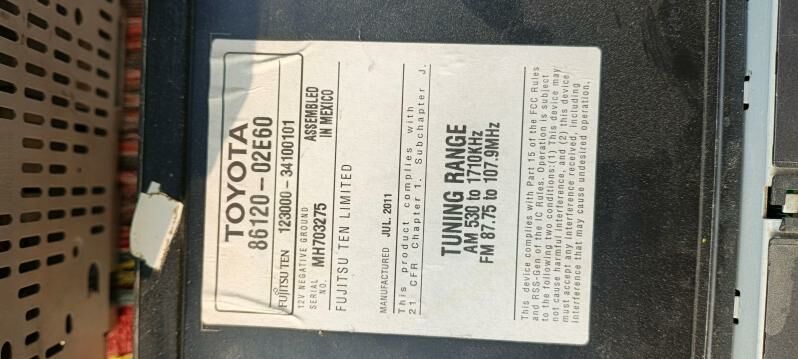 TOYOTA
86120-02E60
FUJITSU TEN 123000-34100101
12V NEGATIVE GROUND
SERIAL NO. MH703275
ASSEMBLED IN MEXICO
FUJITSU TEN LIMITED
MANUFACTURED JUL. 2011
This product complies with
21 CFR Chapter 1. Subchapter J.
TUNING RANGE
AM 530 to 1710KHz
FM 87.75 to 107.9MHz
This device complies with Part 15 of the FCC Rules
and RSS-Gen of the IC Rules. Operation is subject
to the following two conditions:(1) This device may
not cause harmful interference, and (2) this device
must accept any interference received, including
interference that may cause undesired operation.